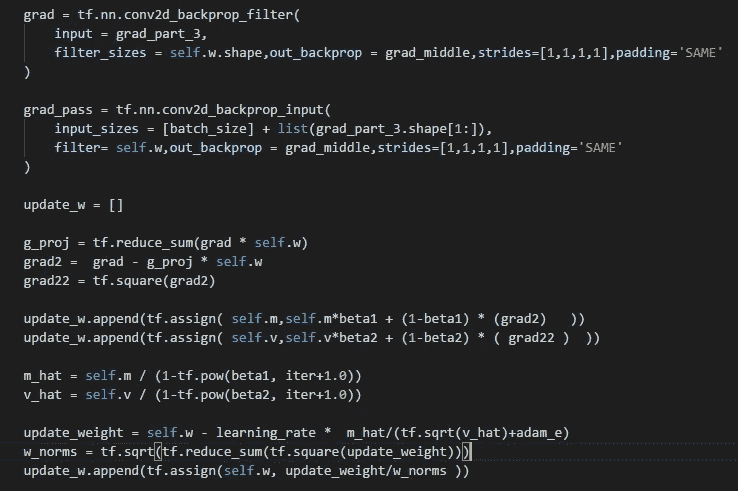 grad = tf.nn.conv2d_backprop_filter(
input = grad_part_3,
filter_sizes = self.w.shape,out_backprop = grad_middle,strides=[1,1,1,1],padding='SAME'
)
grad_pass = tf.nn.conv2d_backprop_input(
input_sizes = [batch_size] + list(grad_part_3.shape[1:]),
filter= self.w,out_backprop = grad_middle,strides=[1,1,1,1],padding='SAME'
)
update_w = []
g_proj = tf.reduce_sum(grad * self.w)
grad2 =  grad - g_proj * self.w
grad22 = tf.square(grad2)
update_w.append(tf.assign( self.m,self.m*beta1 + (1-beta1) * (grad2)   ))
update_w.append(tf.assign( self.v,self.v*beta2 + (1-beta2) * ( grad22 )  ))
m_hat = self.m / (1-tf.pow(beta1, iter+1.0))
v_hat = self.v / (1-tf.pow(beta2, iter+1.0))
update_weight = self.w - learning_rate *  m_hat/(tf.sqrt(v_hat)+adam_e)
w_norms = tf.sqrt(tf.reduce_sum(tf.square(update_weight)))
update_w.append(tf.assign(self.w, update_weight/w_norms ))